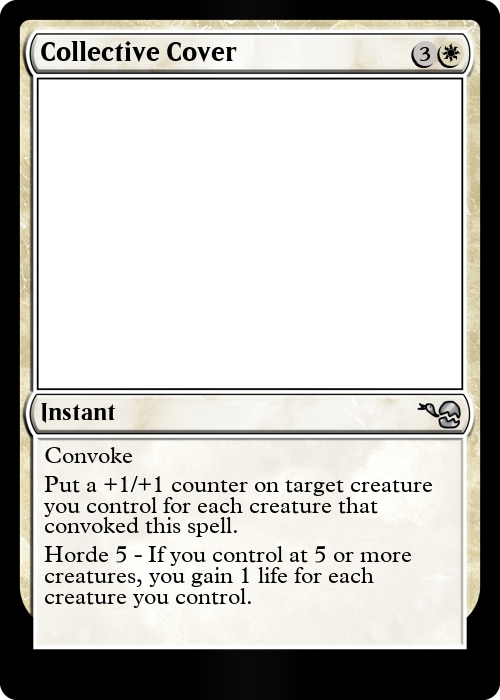 Collective Cover 3
Instant
Convoke
Put a +1/+1 counter on target creature
you control for each creature that
convoked this spell.
Horde 5 - If you control at 5 or more
creatures, you gain 1 life for each
creature you control.